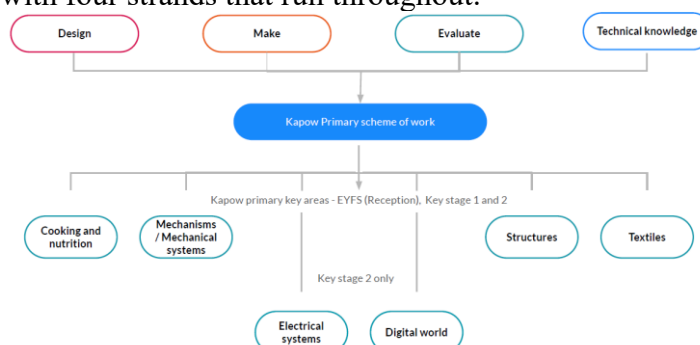 with four strands that run throughout.
Design
Make
Evaluate
Technical knowledge
Kapow Primary scheme of work
Kapow primary key areas - EYFS (Reception), Key stage 1 and 2
Cooking and
nutrition
Mechanisms
/ Mechanical
systems
Structures
Textiles
Key stage 2 only
Electrical
systems
Digital world